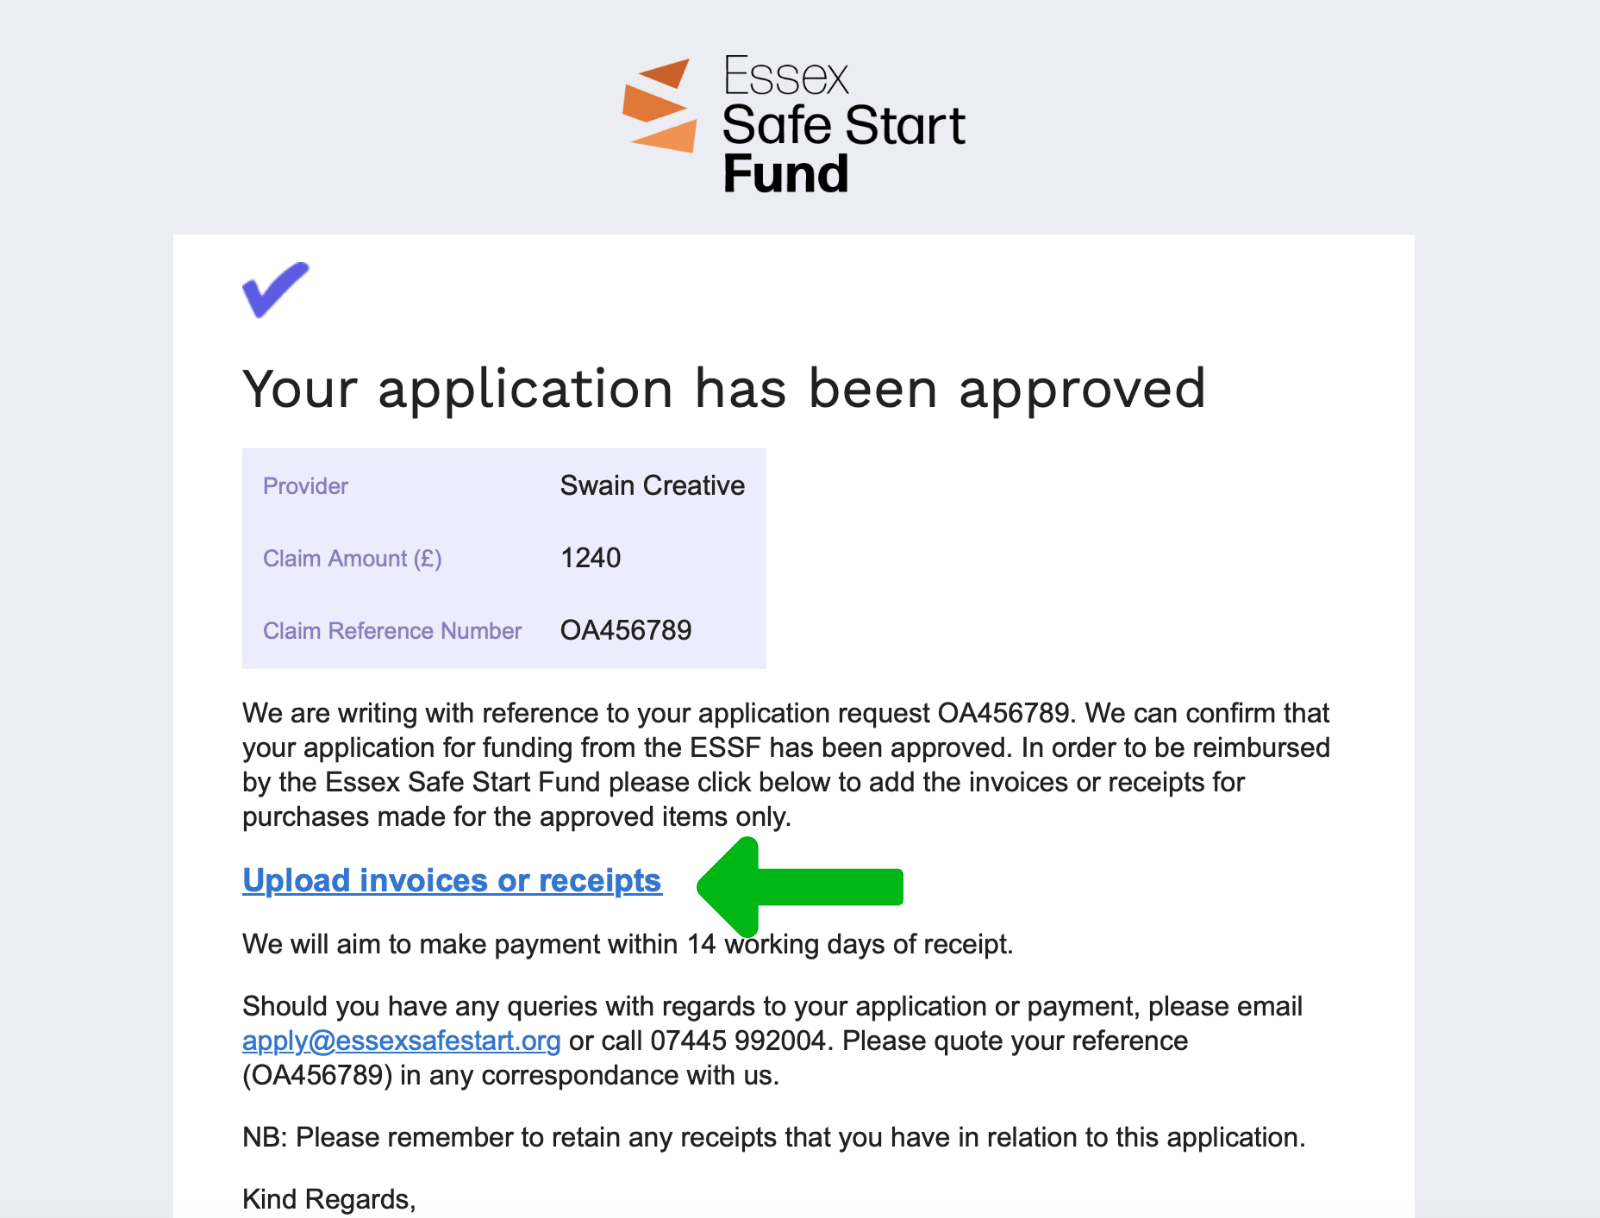 Essex
Safe Start
Fund
Your application has been approved
Provider Swain Creative
Claim Amount (£) 1240
Claim Reference Number OA456789
We are writing with reference to your application request OA456789. We can confirm that
your application for funding from the ESSF has been approved. In order to be reimbursed
by the Essex Safe Start Fund please click below to add the invoices or receipts for
purchases made for the approved items only.
Upload invoices or receipts
We will aim to make payment within 14 working days of receipt.
Should you have any queries with regards to your application or payment, please email
apply@essexsafestart.org or call 07445 992004. Please quote your reference
(OA456789) in any correspondance with us.
NB: Please remember to retain any receipts that you have in relation to this application.
Kind Regards,